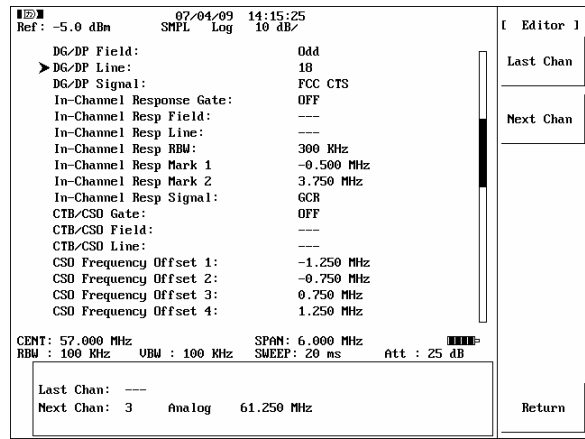 07/04/09 14:15:25
Ref: -5.0 dBm SMPL Log 10 dB/
[ Editor ]
DG/DP Field: Odd
DG/DP Line: 18
DG/DP Signal: FCC CTS
In-Channel Response Gate: OFF
In-Channel Resp Field: ---
In-Channel Resp Line: ---
In-Channel Resp RBW: 300 KHz
In-Channel Resp Mark 1 -0.500 MHz
In-Channel Resp Mark 2 3.750 MHz
In-Channel Resp Signal: GCR
CTB/CSO Gate: OFF
CTB/CSO Field: ---
CTB/CSO Line: ---
CSO Frequency Offset 1: -1.250 MHz
CSO Frequency Offset 2: -0.750 MHz
CSO Frequency Offset 3: 0.750 MHz
CSO Frequency Offset 4: 1.250 MHz
Last Chan
Next Chan
CENT: 57.000 MHz SPAN: 6.000 MHz
RBW : 100 KHz VBW : 100 KHz SWEEP: 20 ms Att : 25 dB
Last Chan: ---
Next Chan: 3 Analog 61.250 MHz
Return